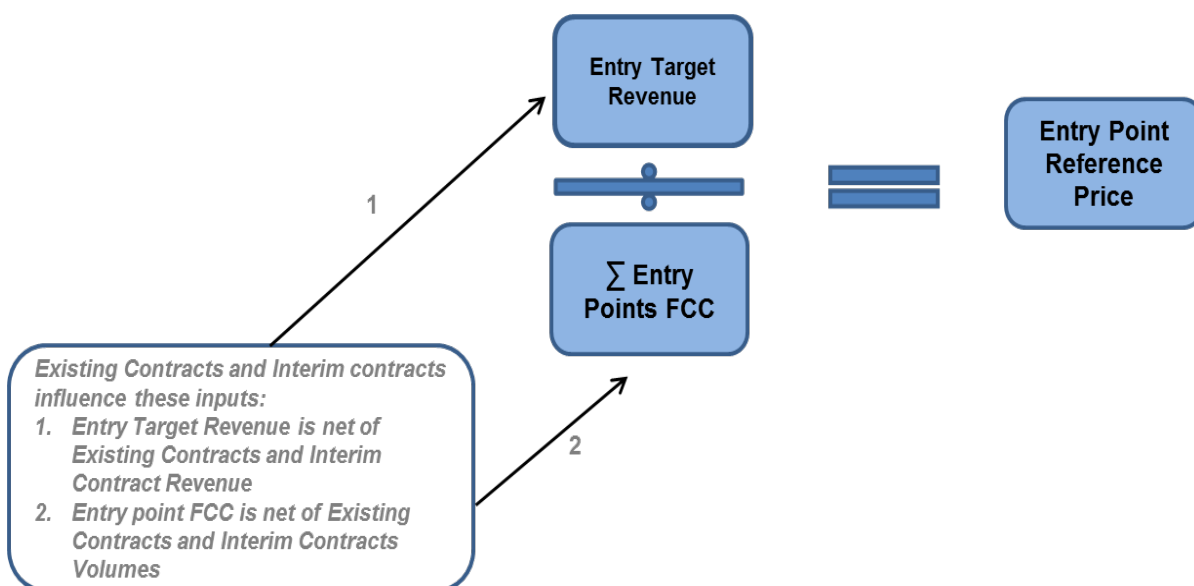 Entry Target
Revenue
Entry Point
Reference
Price
1
∑ Entry
Points FCC
Existing Contracts and Interim contracts
influence these inputs:
1. Entry Target Revenue is net of
Existing Contracts and Interim
Contract Revenue
2. Entry point FCC is net of Existing
Contracts and Interim Contracts
Volumes
2